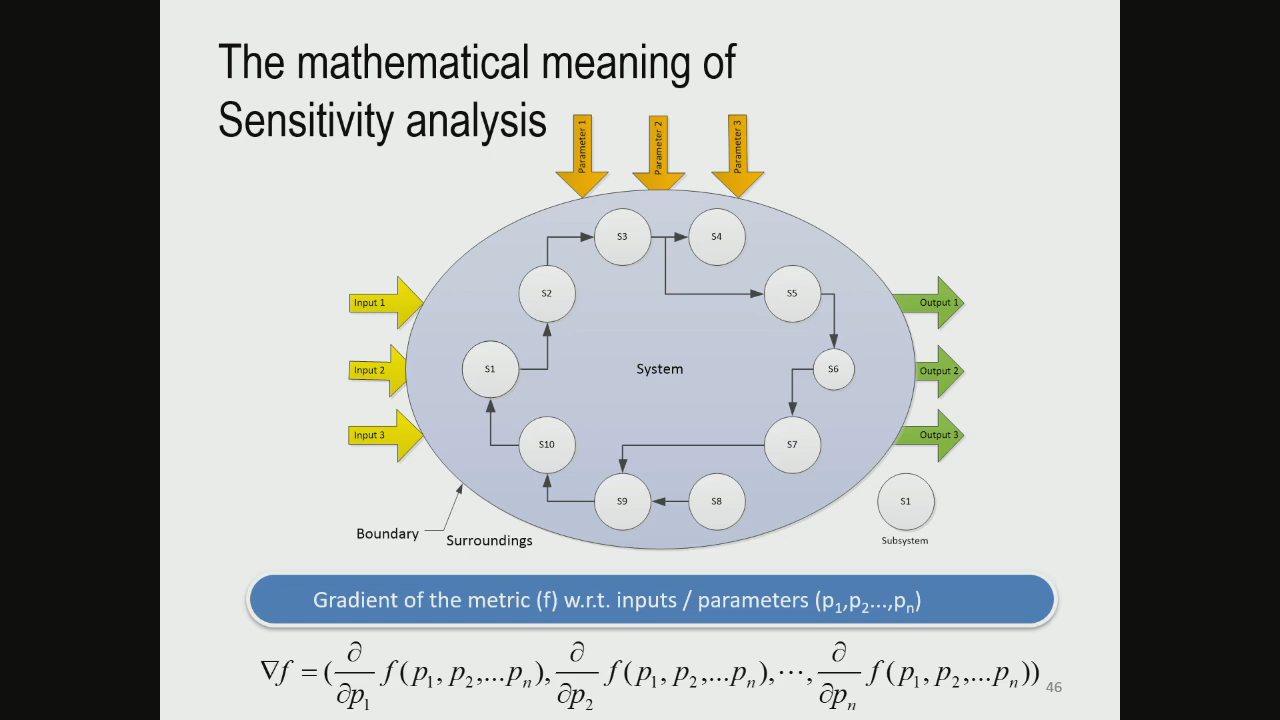 The mathematical meaning of
Sensitivity analysis
Parameter 1
Parameter 2
Parameter 3
S3
S4
S2
S5
Input 1
Output 1
S1
System
S6
Input 2
Output 2
Input 3
S10
S7
Output 3
S9
S8
S1
Boundary
Surroundings
Subsystem
Gradient of the metric (f) w.r.t. inputs / parameters (p₁,p₂...,pₙ)
∇f = (∂/∂p₁ f(p₁, p₂,...pₙ), ∂/∂p₂ f(p₁, p₂,...pₙ),⋯, ∂/∂pₙ f(p₁, p₂,...pₙ))
46